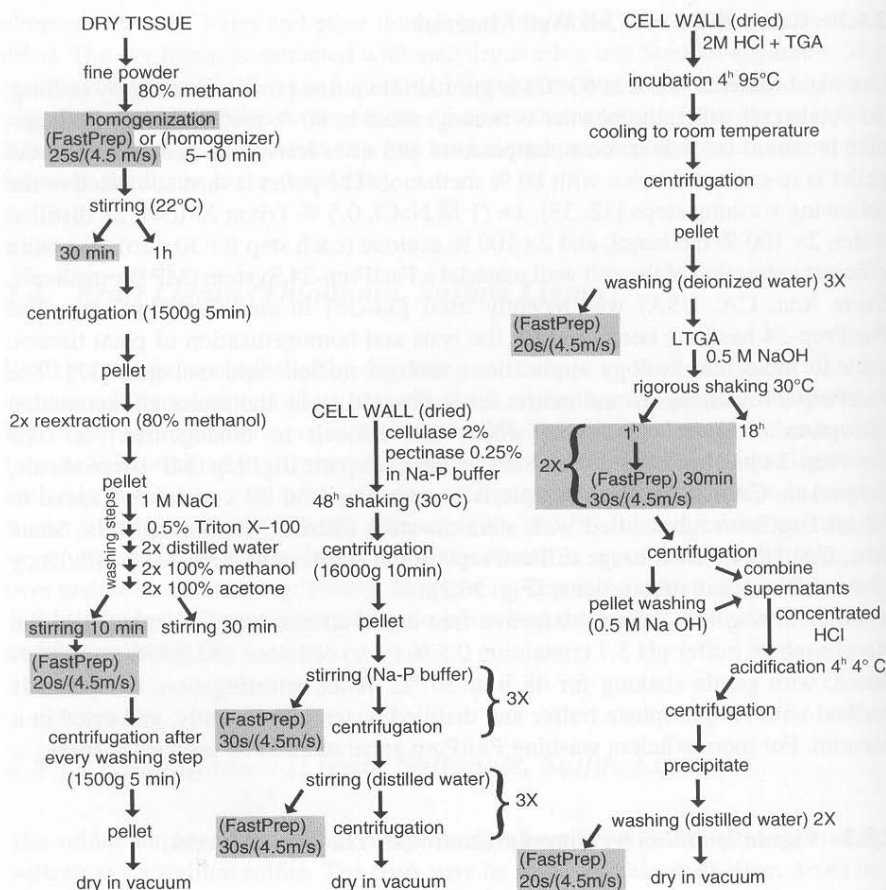 DRY TISSUE
fine powder
80% methanol
homogenization
(FastPrep) or (homogenizer)
25s/(4.5 m/s) 5–10 min
stirring (22°C)
30 min 1h
centrifugation (1500g 5min)
pellet
2x reextraction (80% methanol)
pellet
washing steps
1 M NaCl
0.5% Triton X–100
2x distilled water
2x 100% methanol
2x 100% acetone
stirring 10 min stirring 30 min
(FastPrep)
20s/(4.5m/s)
centrifugation after
every washing step
(1500g 5 min)
pellet
dry in vacuum
CELL WALL (dried)
cellulase 2%
pectinase 0.25%
in Na-P buffer
48h shaking (30°C)
centrifugation
(16000g 10min)
pellet
stirring (Na-P buffer)
(FastPrep)
30s/(4.5m/s)
centrifugation
3X
stirring (distilled water)
(FastPrep)
30s/(4.5m/s)
centrifugation
3X
dry in vacuum
CELL WALL (dried)
2M HCI + TGA
incubation 4h 95°C
cooling to room temperature
centrifugation
pellet
washing (deionized water) 3X
(FastPrep)
20s/(4.5m/s)
LTGA
0.5 M NaOH
rigorous shaking 30°C
1h 18h
2X
(FastPrep) 30min
30s/(4.5m/s)
centrifugation
combine
supernatants
pellet washing
(0.5 M Na OH)
concentrated
HCI
acidification 4h 4° C
centrifugation
precipitate
washing (distilled water) 2X
(FastPrep)
20s/(4.5m/s)
dry in vacuum